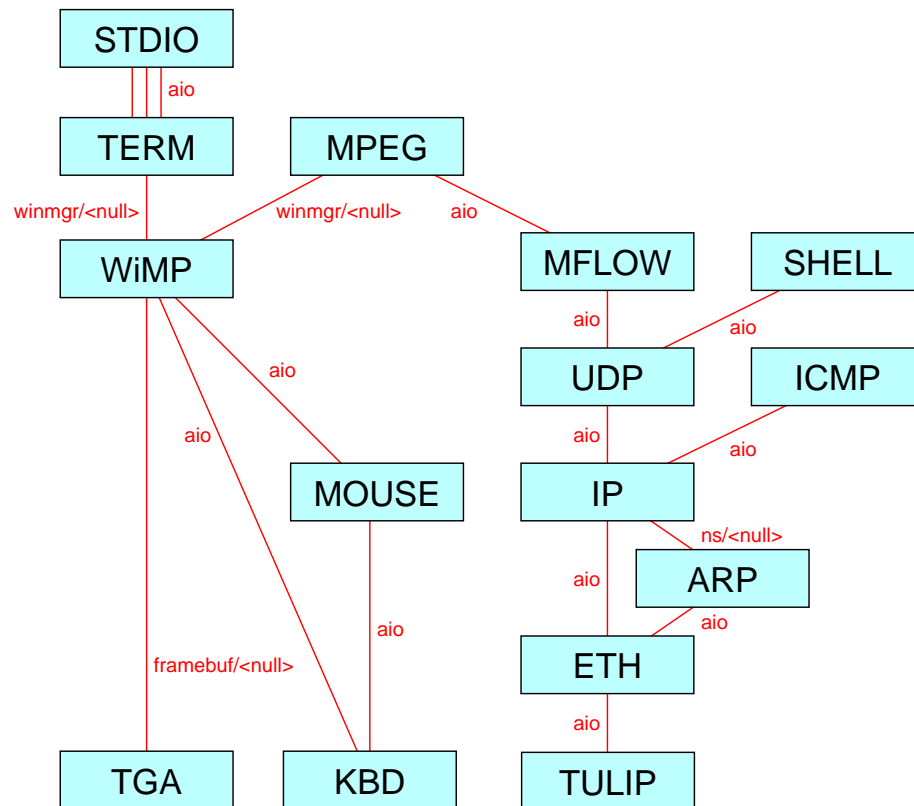 STDIO
aio
TERM
MPEG
winmgr/<null>
winmgr/<null>
aio
WiMP
MFLOW
SHELL
aio
aio
UDP
ICMP
aio
aio
aio
aio
MOUSE
IP
ns/<null>
ARP
aio
aio
aio
framebuf/<null>
ETH
aio
TGA
KBD
TULIP